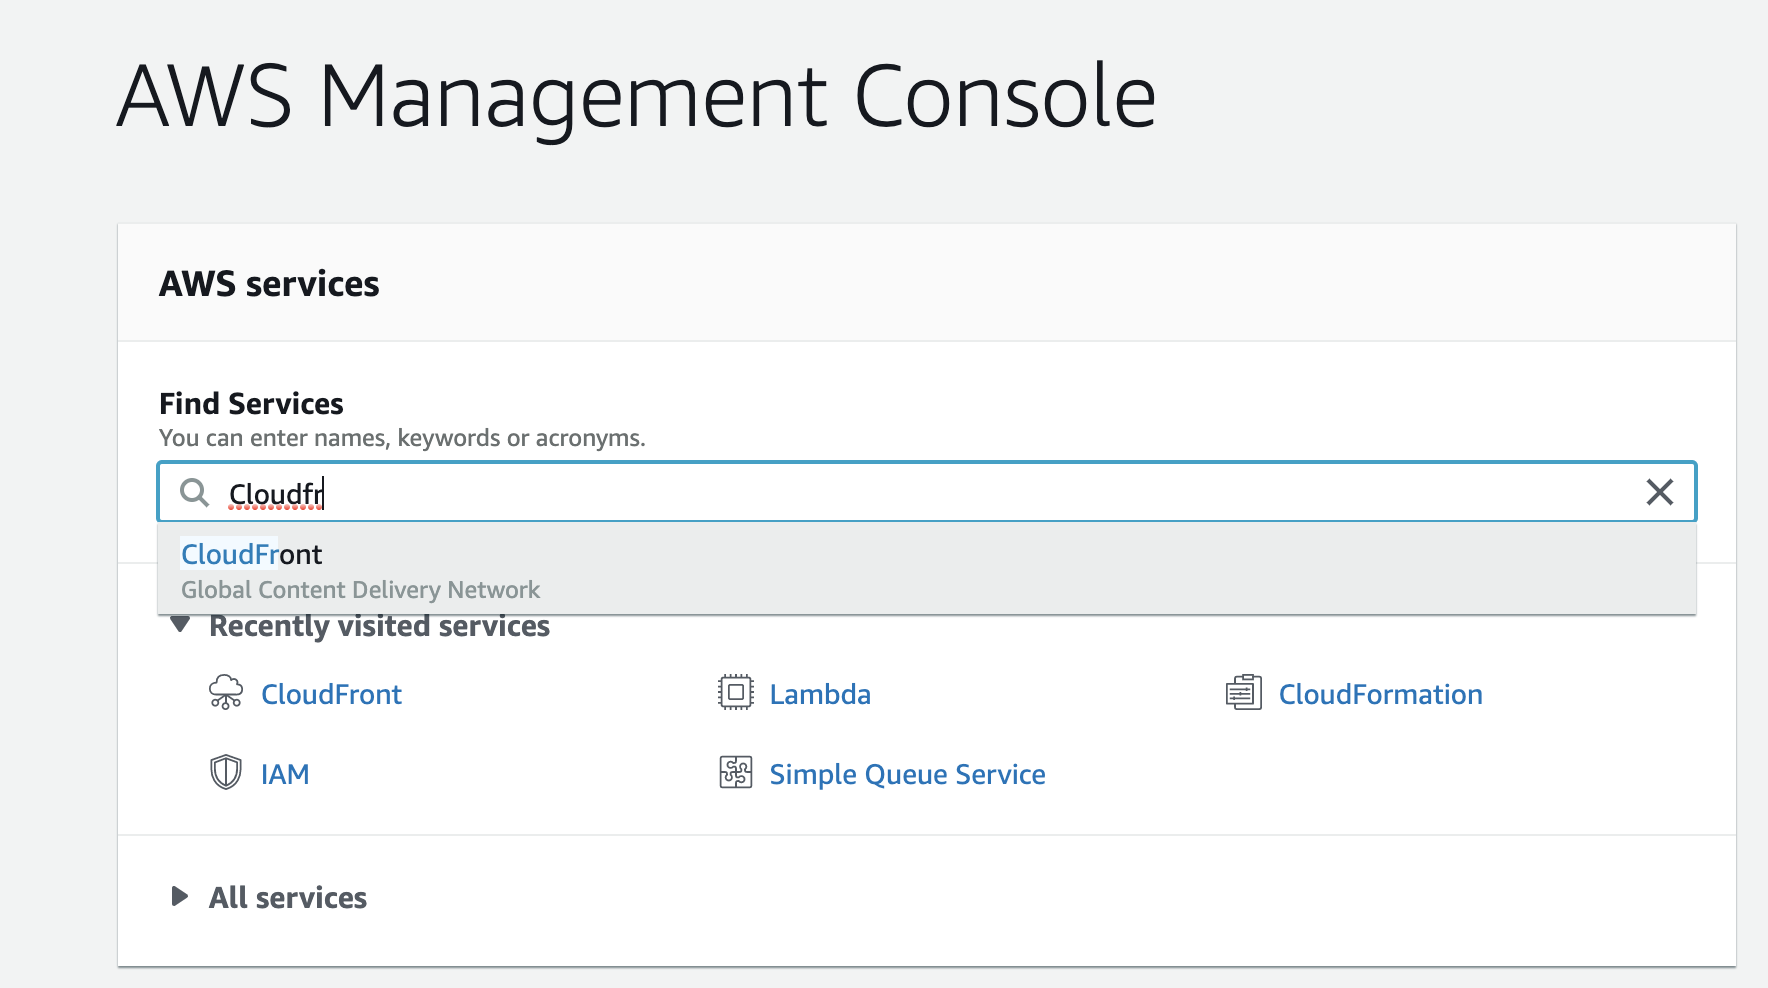 AWS Management Console
AWS services
Find Services
You can enter names, keywords or acronyms.
Cloudfr
CloudFront
Global Content Delivery Network
Recently visited services
CloudFront
Lambda
CloudFormation
IAM
Simple Queue Service
All services